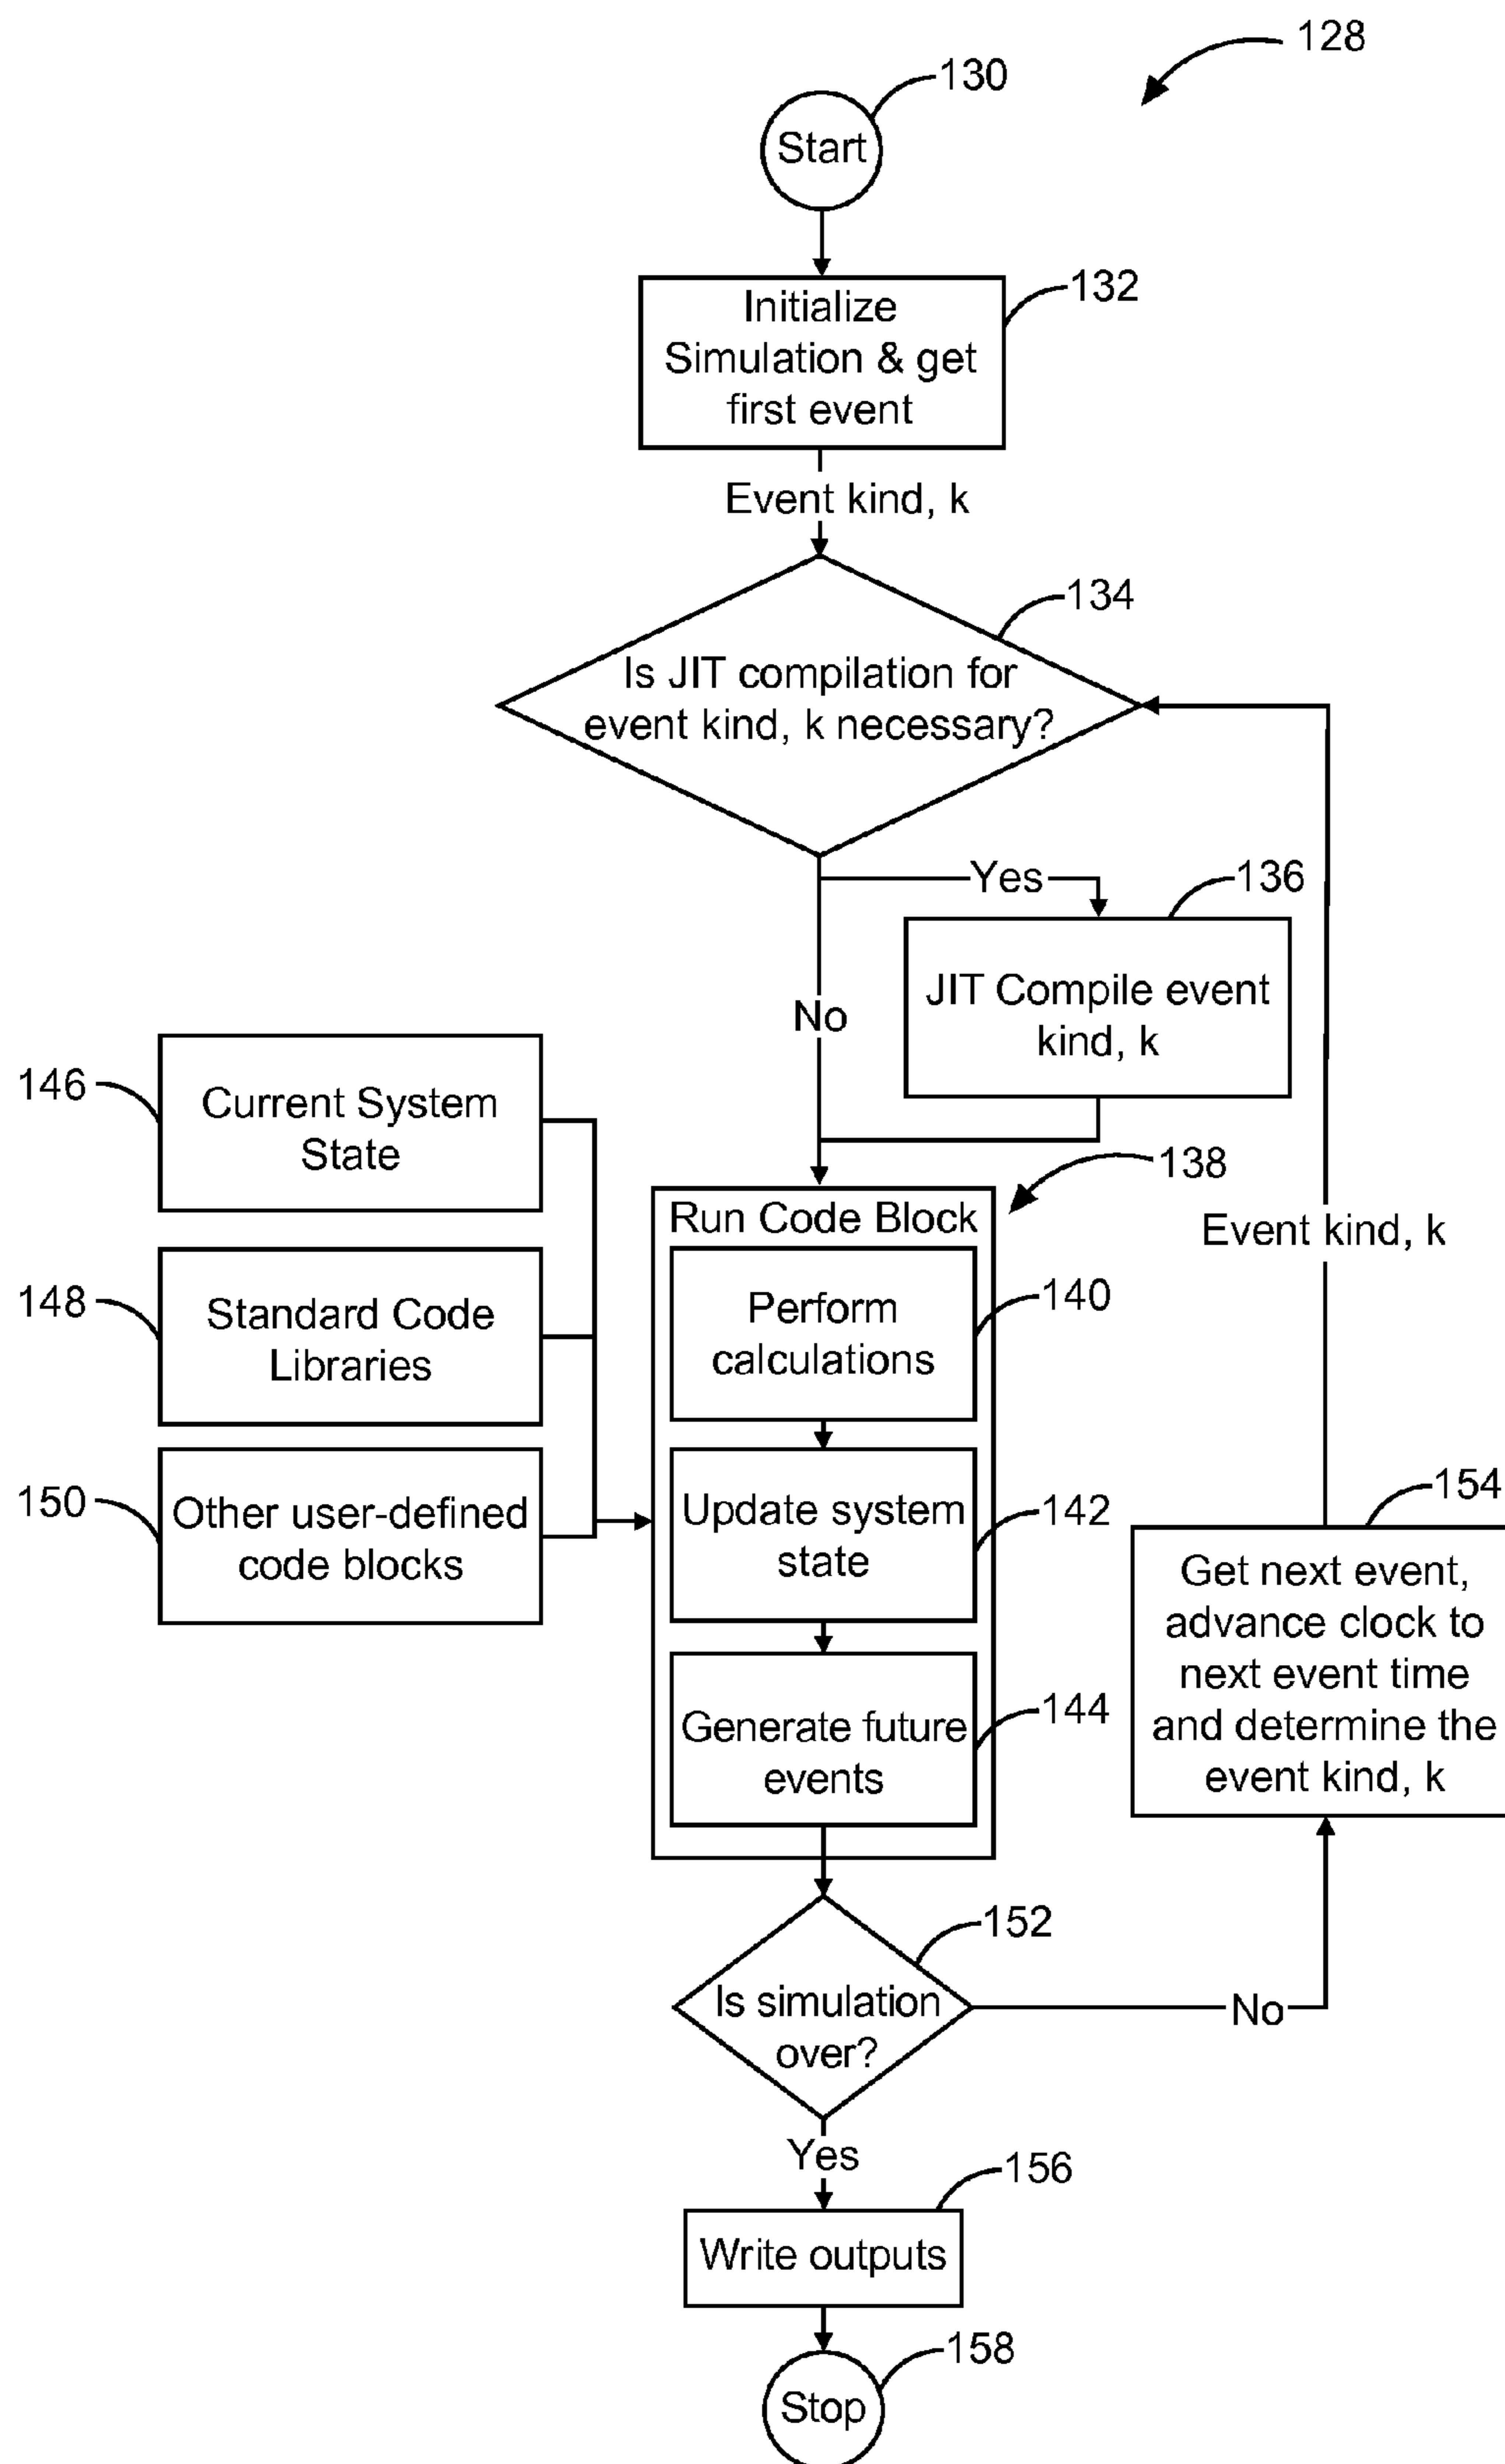 128
130
Start
132
Initialize
Simulation & get
first event
Event kind, k
134
Is JIT compilation for
event kind, k necessary?
Yes
136
JIT Compile event
kind, k
No
146
Current System
State
138
Run Code Block
Event kind, k
148
Standard Code
Libraries
140
Perform
calculations
150
Other user-defined
code blocks
142
Update system
state
154
Get next event,
advance clock to
next event time
and determine the
event kind, k
144
Generate future
events
152
Is simulation
over?
No
Yes
156
Write outputs
158
Stop